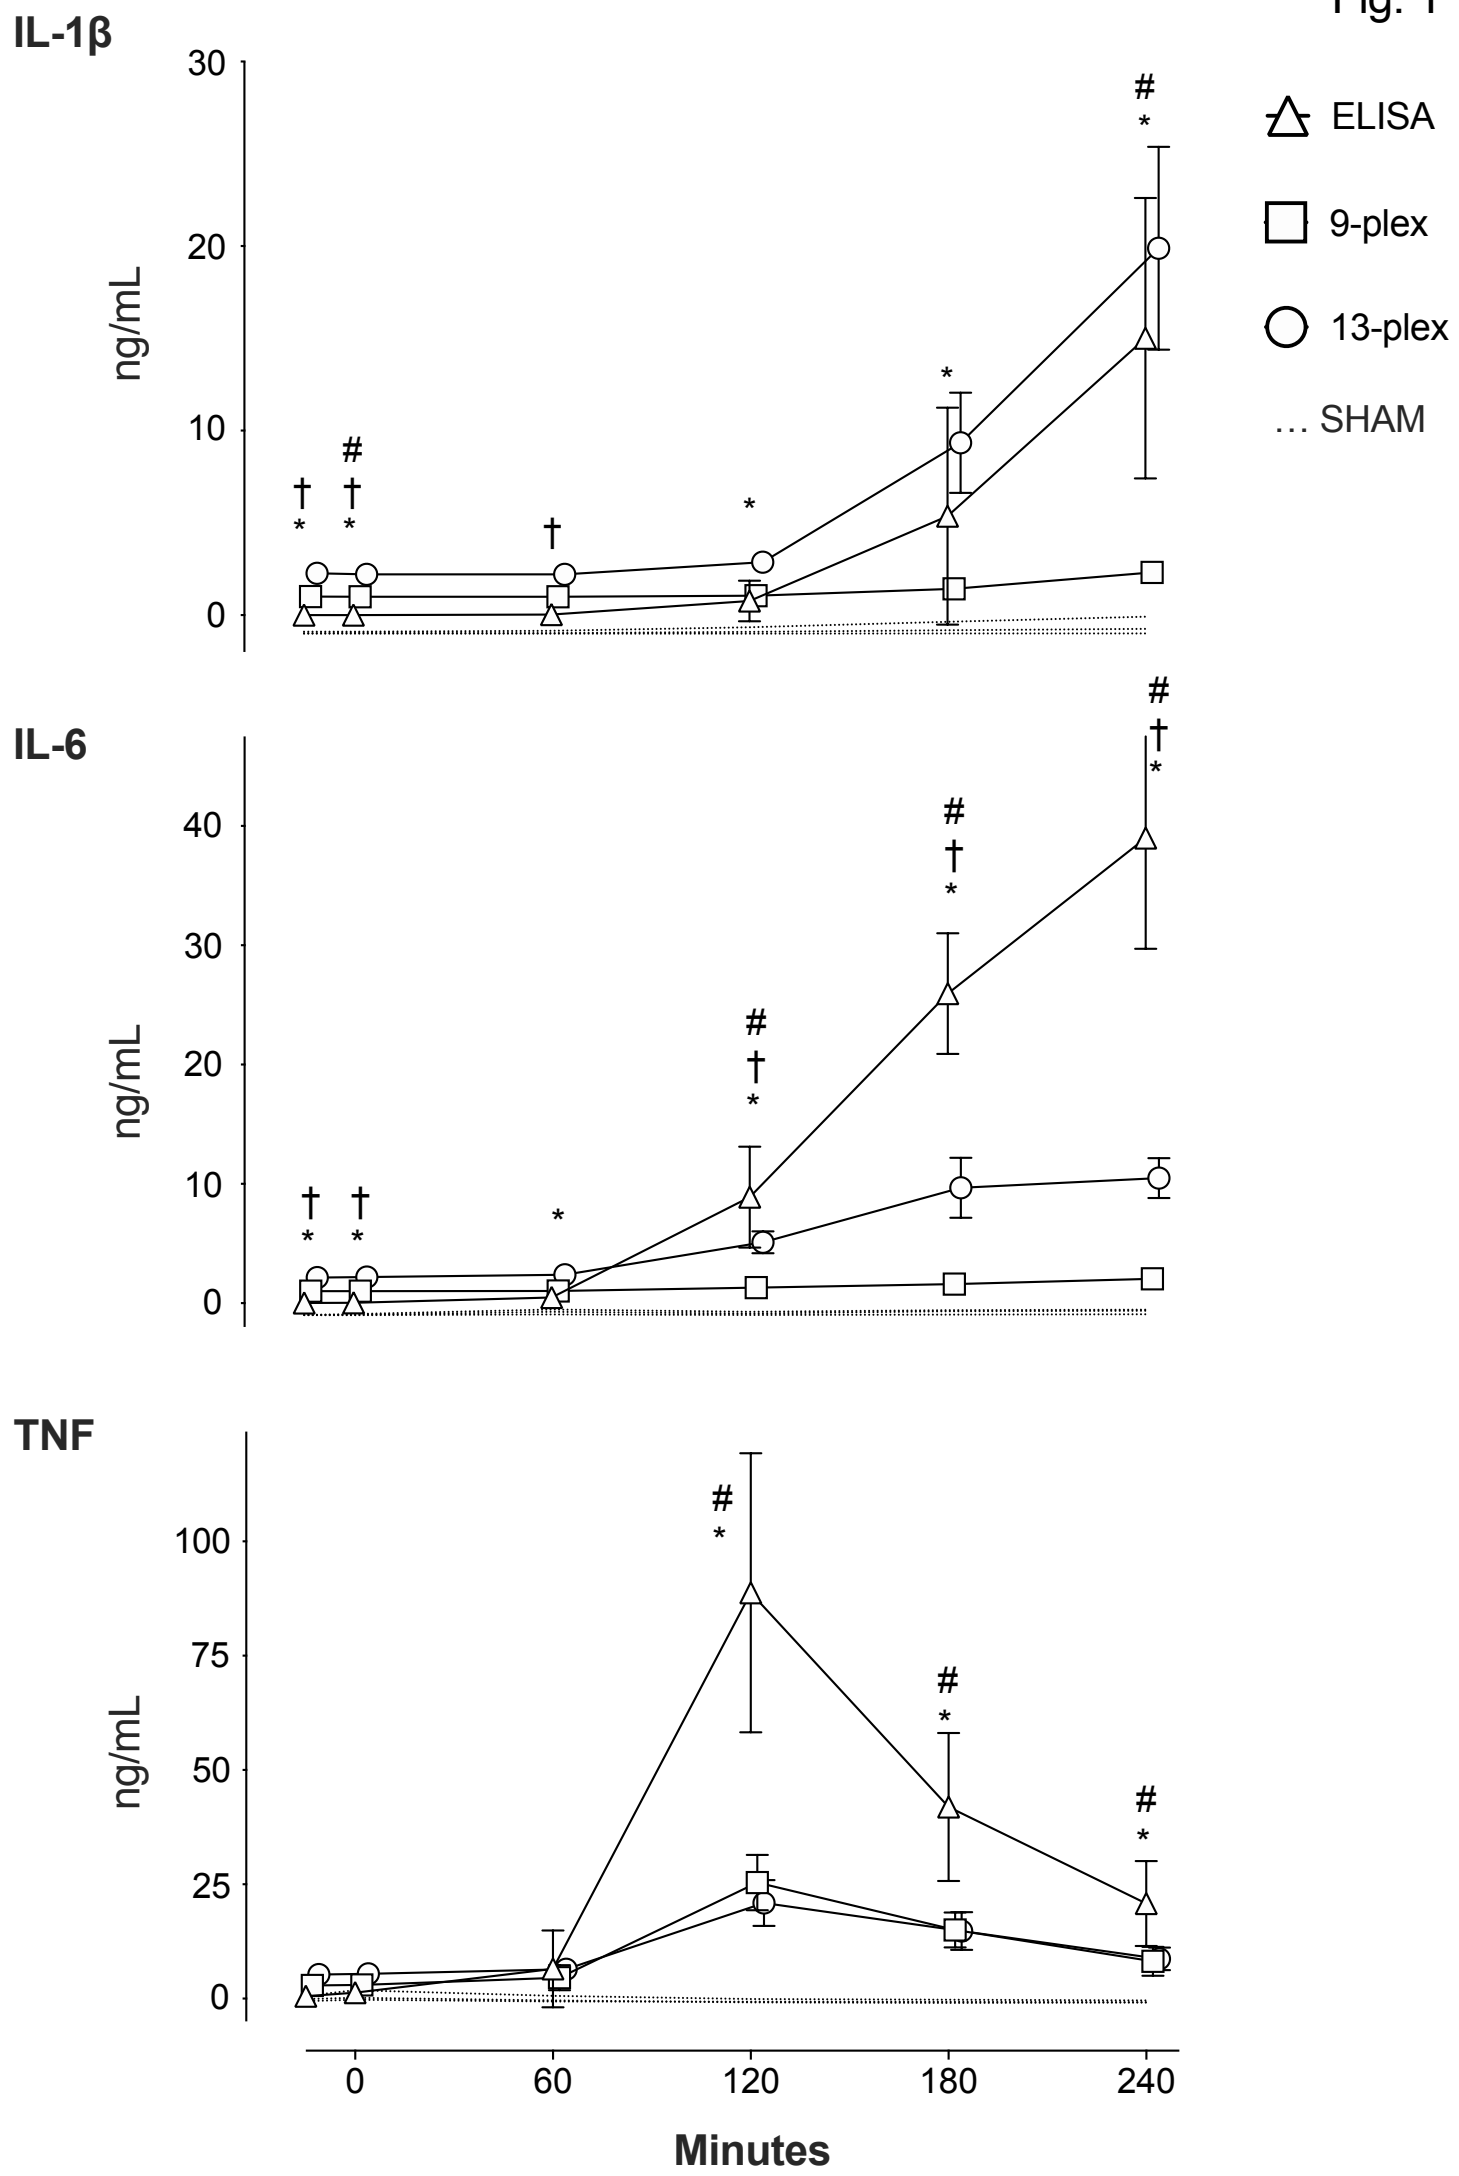 Fig. 1
IL-1β
30
20
10
0
ng/mL
# 
*
*
#
† † † *
* *
ELISA
9-plex
13-plex
... SHAM
IL-6
40
30
20
10
0
ng/mL
#
†
*
#
†
*
#
†
*
† †
* * *
TNF
100
75
50
25
0
ng/mL
#
*
#
*
#
*
0 60 120 180 240
Minutes